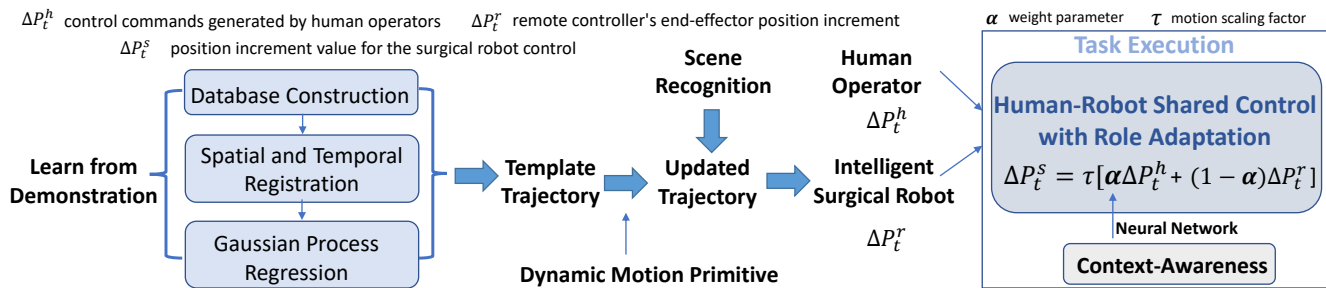 ΔP_t^h control commands generated by human operators ΔP_t^r remote controller's end-effector position increment
ΔP_t^s position increment value for the surgical robot control
α weight parameter τ motion scaling factor
Learn from
Demonstration
Database Construction
Spatial and Temporal
Registration
Gaussian Process
Regression
Template
Trajectory
Dynamic Motion Primitive
Scene
Recognition
Updated
Trajectory
Human
Operator
ΔP_t^h
Intelligent
Surgical Robot
ΔP_t^r
Task Execution
Human-Robot Shared Control
with Role Adaptation
ΔP_t^s = τ[αΔP_t^h + (1 − α)ΔP_t^r]
Neural Network
Context-Awareness